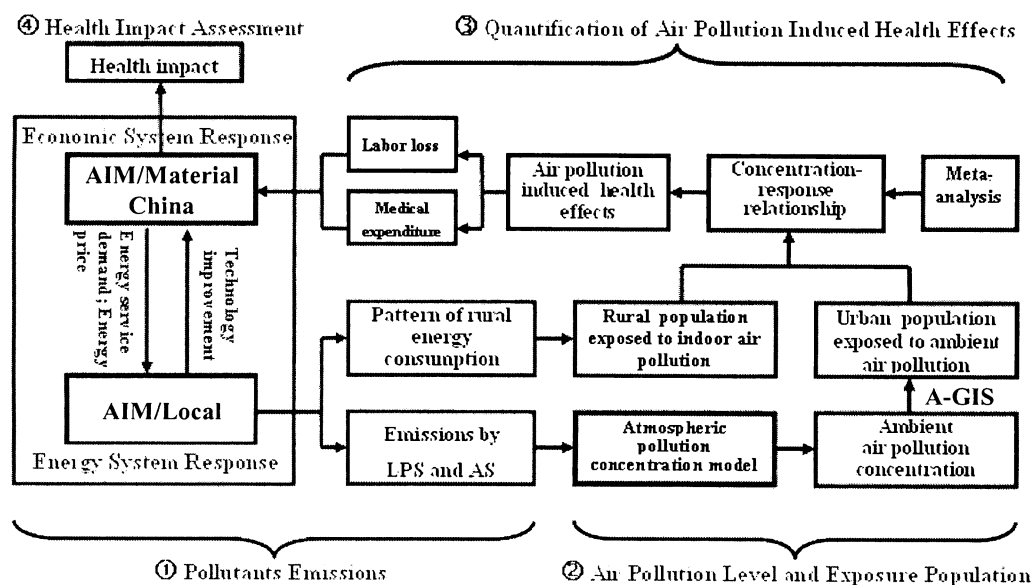 ④ Health Impact Assessment
③ Quantification of Air Pollution Induced Health Effects
Health impact
Economic System Response
AIM/Material
China
Labor loss
Medical
expenditure
Air pollution
induced health
effects
Concentration-
response
relationship
Meta-
analysis
Energy service
demand; Energy
price
Technology
improvement
Pattern of rural
energy
consumption
Rural population
exposed to indoor air
pollution
Urban population
exposed to ambient
air pollution
A-GIS
AIM/Local
Energy System Response
Emissions by
LPS and AS
Atmospheric
pollution
concentration model
Ambient
air pollution
concentration
① Pollutants Emissions
② Air Pollution Level and Exposure Population